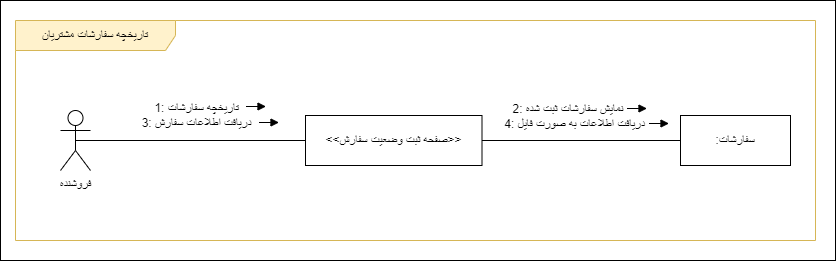 تاریخچه سفارشات مشتریان
1: تاریخچه سفارشات
3: دریافت اطلاعات سفارش
2: نمایش سفارشات ثبت شده
4: دریافت اطلاعات به صورت فایل
<<صفحه ثبت وضعیت سفارش>>
سفارشات:
فروشنده